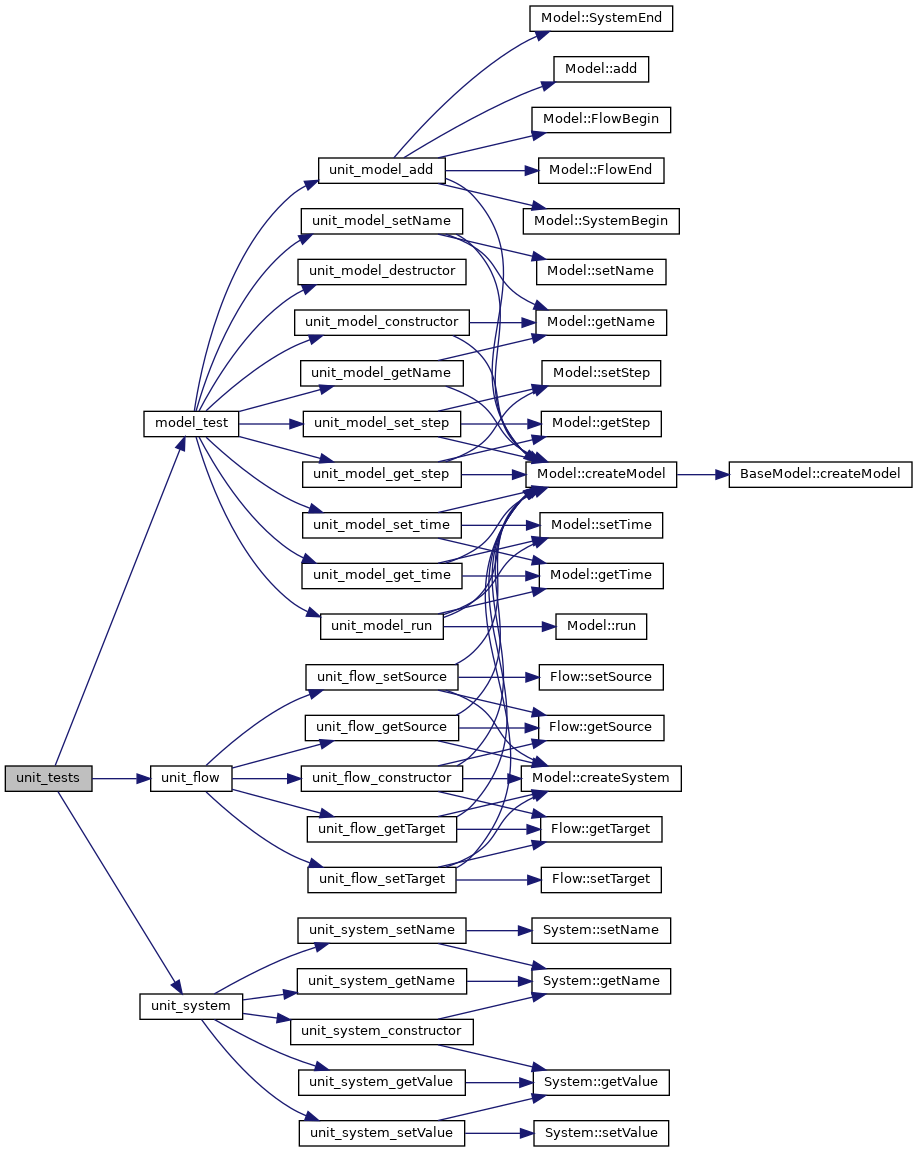 Model::SystemEnd
Model::add
Model::FlowBegin
unit_model_add
Model::FlowEnd
unit_model_setName
Model::SystemBegin
unit_model_destructor
Model::setName
unit_model_constructor
Model::getName
unit_model_getName
Model::setStep
model_test
unit_model_set_step
Model::getStep
unit_model_get_step
Model::createModel
BaseModel::createModel
unit_model_set_time
Model::setTime
unit_model_get_time
Model::getTime
unit_model_run
Model::run
unit_flow_setSource
Flow::setSource
unit_flow_getSource
Flow::getSource
unit_tests
unit_flow
unit_flow_constructor
Model::createSystem
unit_flow_getTarget
Flow::getTarget
unit_flow_setTarget
Flow::setTarget
unit_system_setName
System::setName
unit_system_getName
System::getName
unit_system
unit_system_constructor
unit_system_getValue
System::getValue
unit_system_setValue
System::setValue